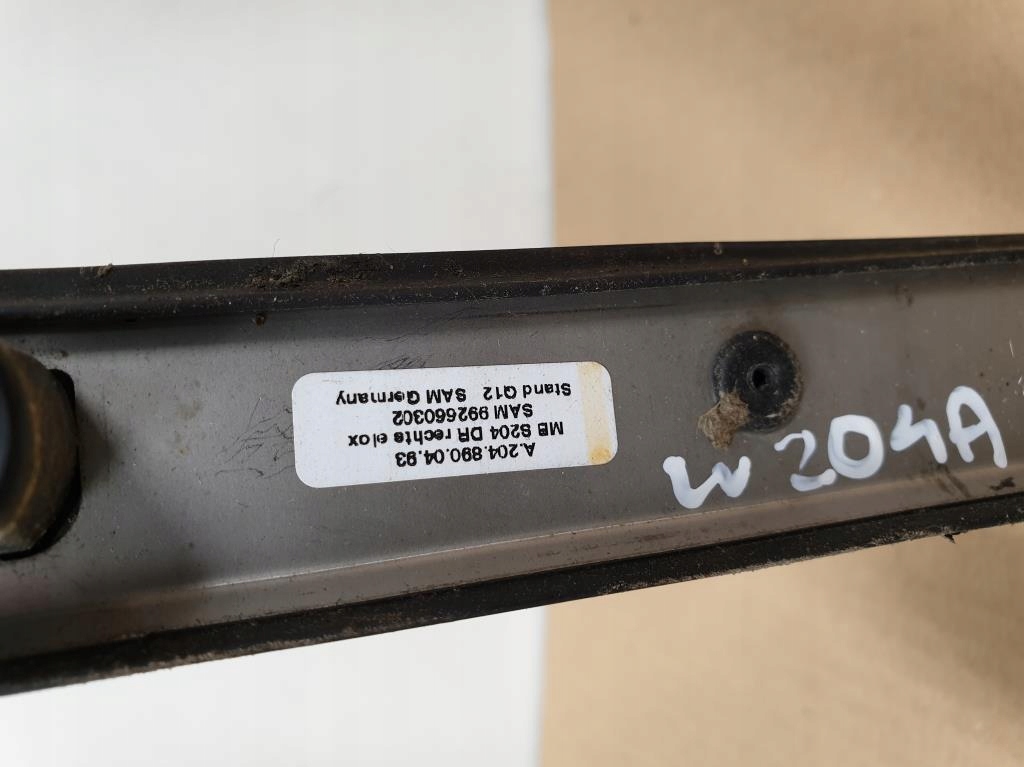 A.204.890.04.93
MB S204 DR rechts elox
SAM 992660302
Stand Q12 SAM Germany
W204A